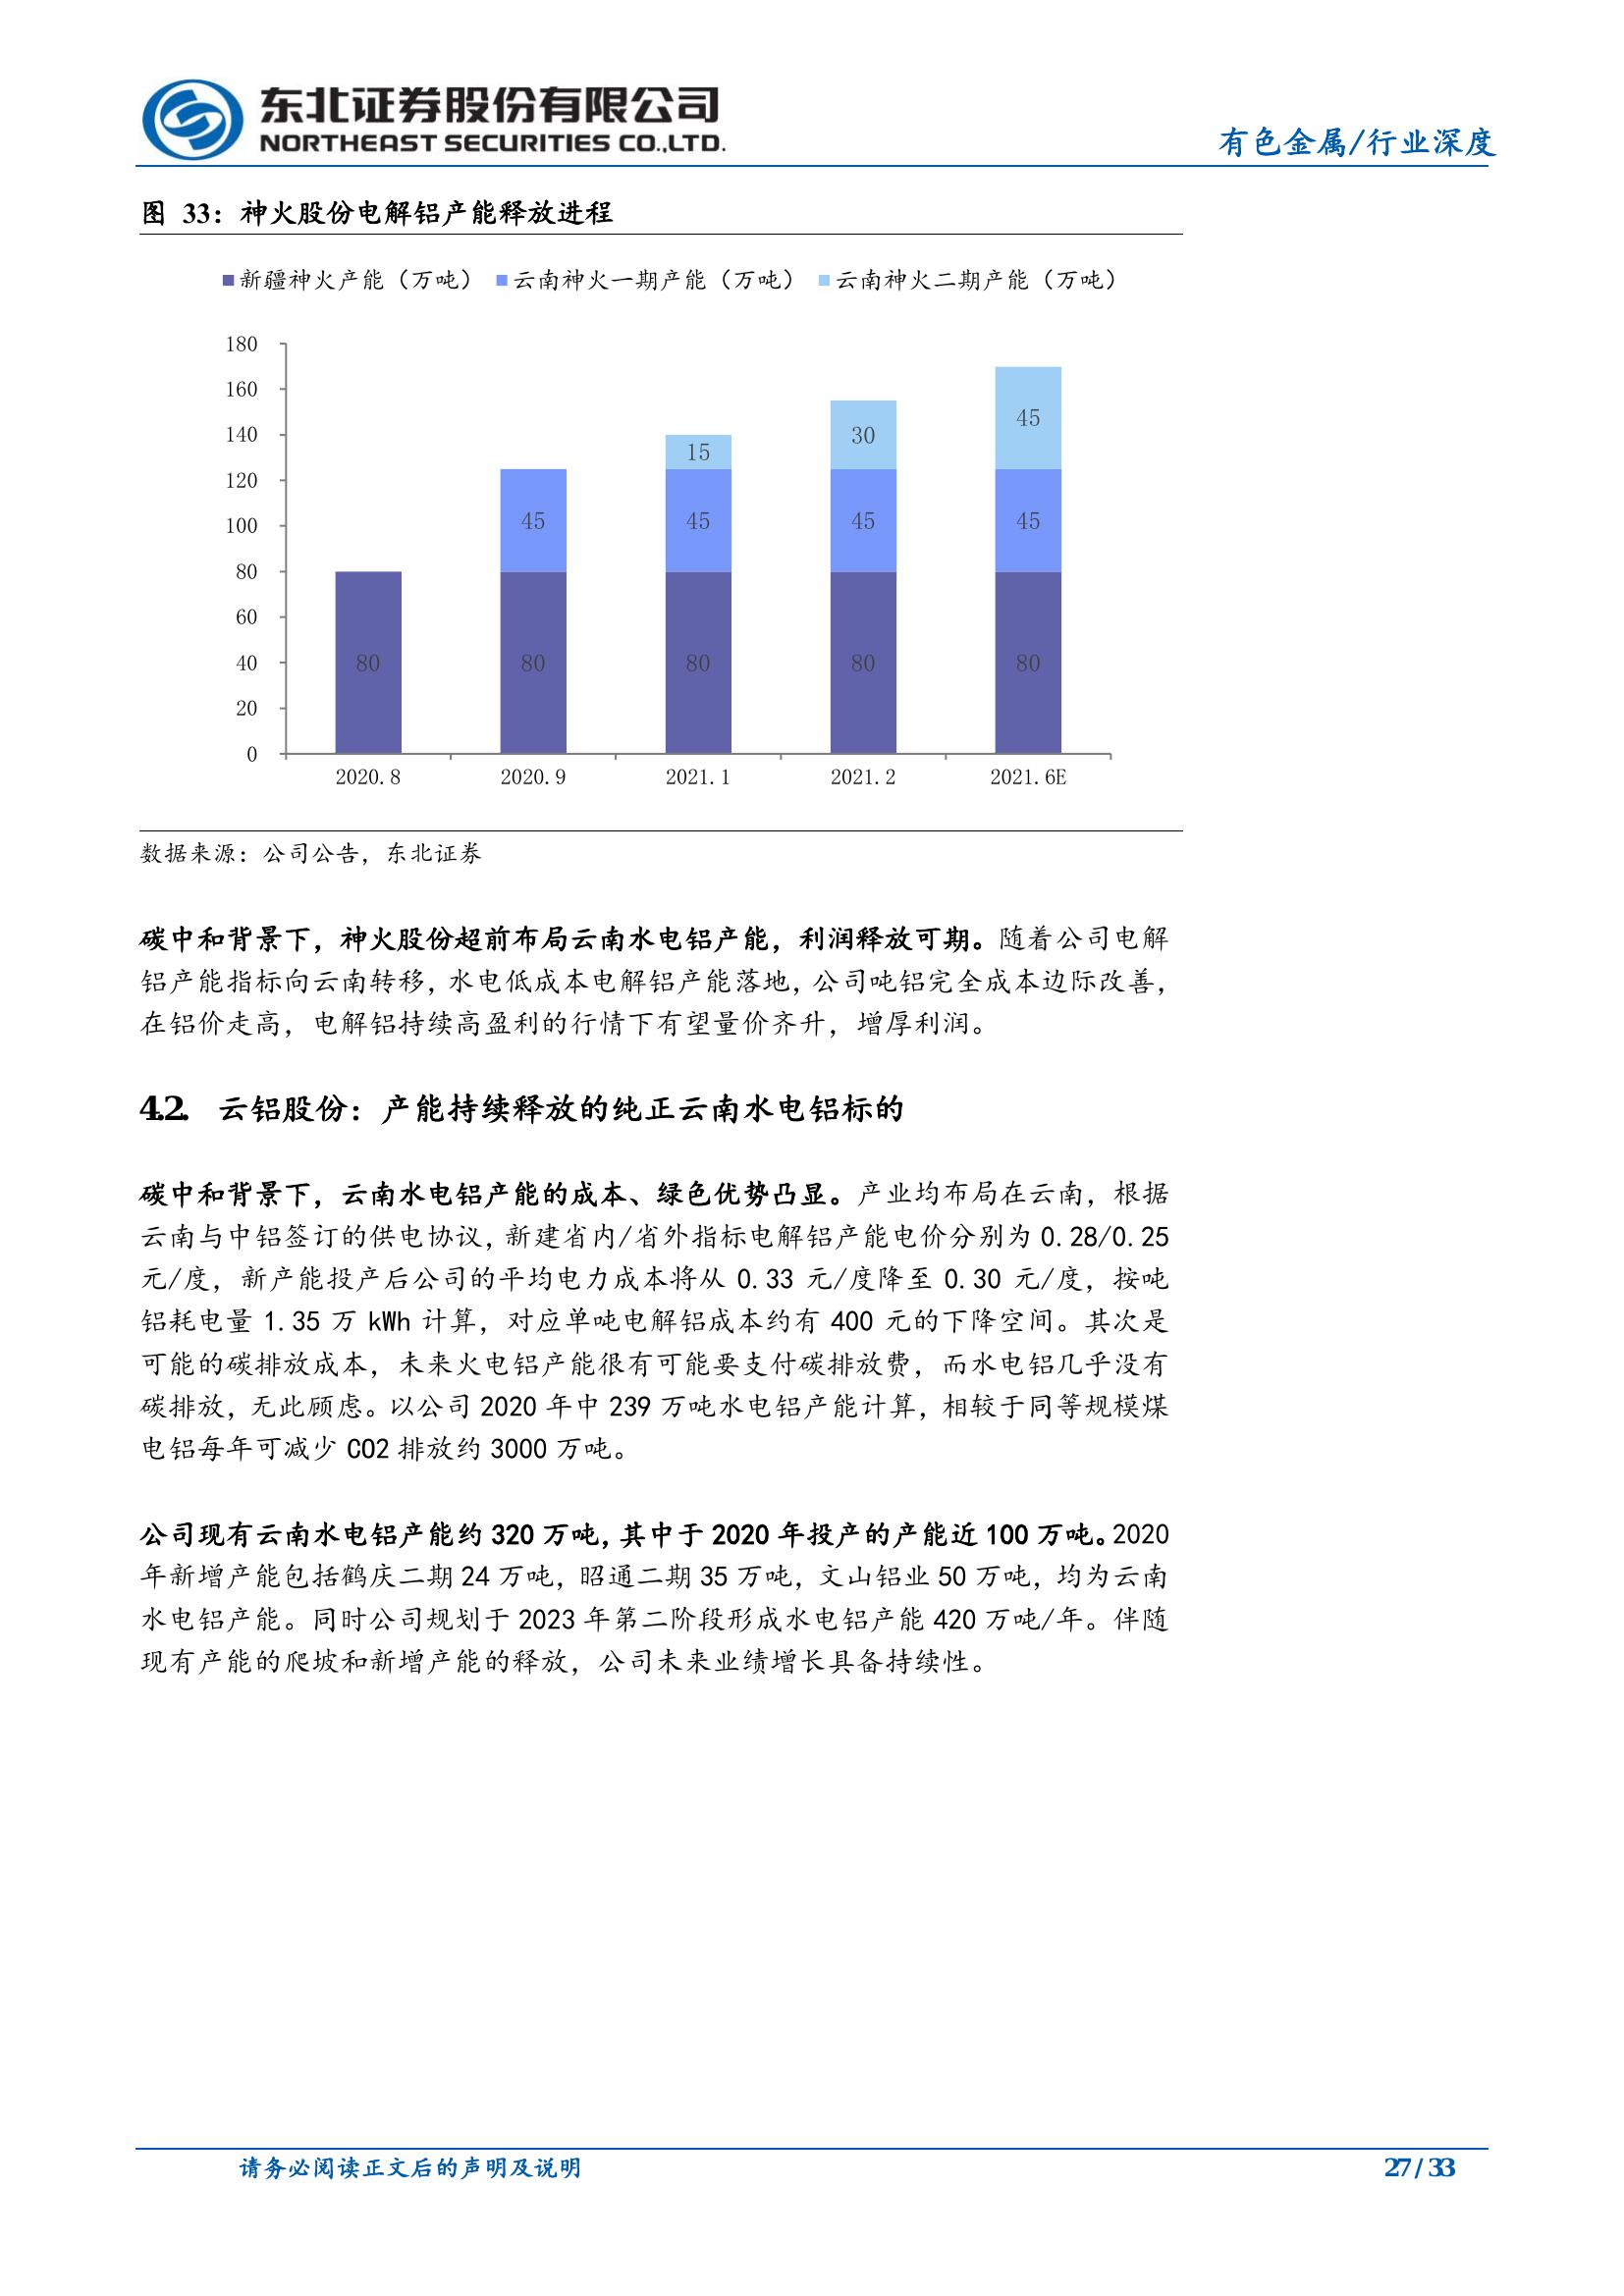 东北证券股份有限公司
NORTHEAST SECURITIES CO.,LTD.
有色金属/行业深度
图 33：神火股份电解铝产能释放进程
新疆神火产能（万吨） 云南神火一期产能（万吨） 云南神火二期产能（万吨）
180
160
140
120
100
80
60
40
20
0
80
45
80
15
45
80
30
45
80
45
45
80
2020.8 2020.9 2021.1 2021.2 2021.6E
数据来源：公司公告，东北证券
碳中和背景下，神火股份超前布局云南水电铝产能，利润释放可期。随着公司电解
铝产能指标向云南转移，水电低成本电解铝产能落地，公司吨铝完全成本边际改善，
在铝价走高，电解铝持续高盈利的行情下有望量价齐升，增厚利润。
4.2. 云铝股份：产能持续释放的纯正云南水电铝标的
碳中和背景下，云南水电铝产能的成本、绿色优势凸显。产业均布局在云南，根据
云南与中铝签订的供电协议，新建省内/省外指标电解铝产能电价分别为 0.28/0.25
元/度，新产能投产后公司的平均电力成本将从 0.33 元/度降至 0.30 元/度，按吨
铝耗电量 1.35 万 kWh 计算，对应单吨电解铝成本约有 400 元的下降空间。其次是
可能的碳排放成本，未来火电铝产能很有可能要支付碳排放费，而水电铝几乎没有
碳排放，无此顾虑。以公司 2020 年中 239 万吨水电铝产能计算，相较于同等规模煤
电铝每年可减少 CO2 排放约 3000 万吨。
公司现有云南水电铝产能约 320 万吨，其中于 2020 年投产的产能近 100 万吨。2020
年新增产能包括鹤庆二期 24 万吨，昭通二期 35 万吨，文山铝业 50 万吨，均为云南
水电铝产能。同时公司规划于 2023 年第二阶段形成水电铝产能 420 万吨/年。伴随
现有产能的爬坡和新增产能的释放，公司未来业绩增长具备持续性。
请务必阅读正文后的声明及说明
27 / 33